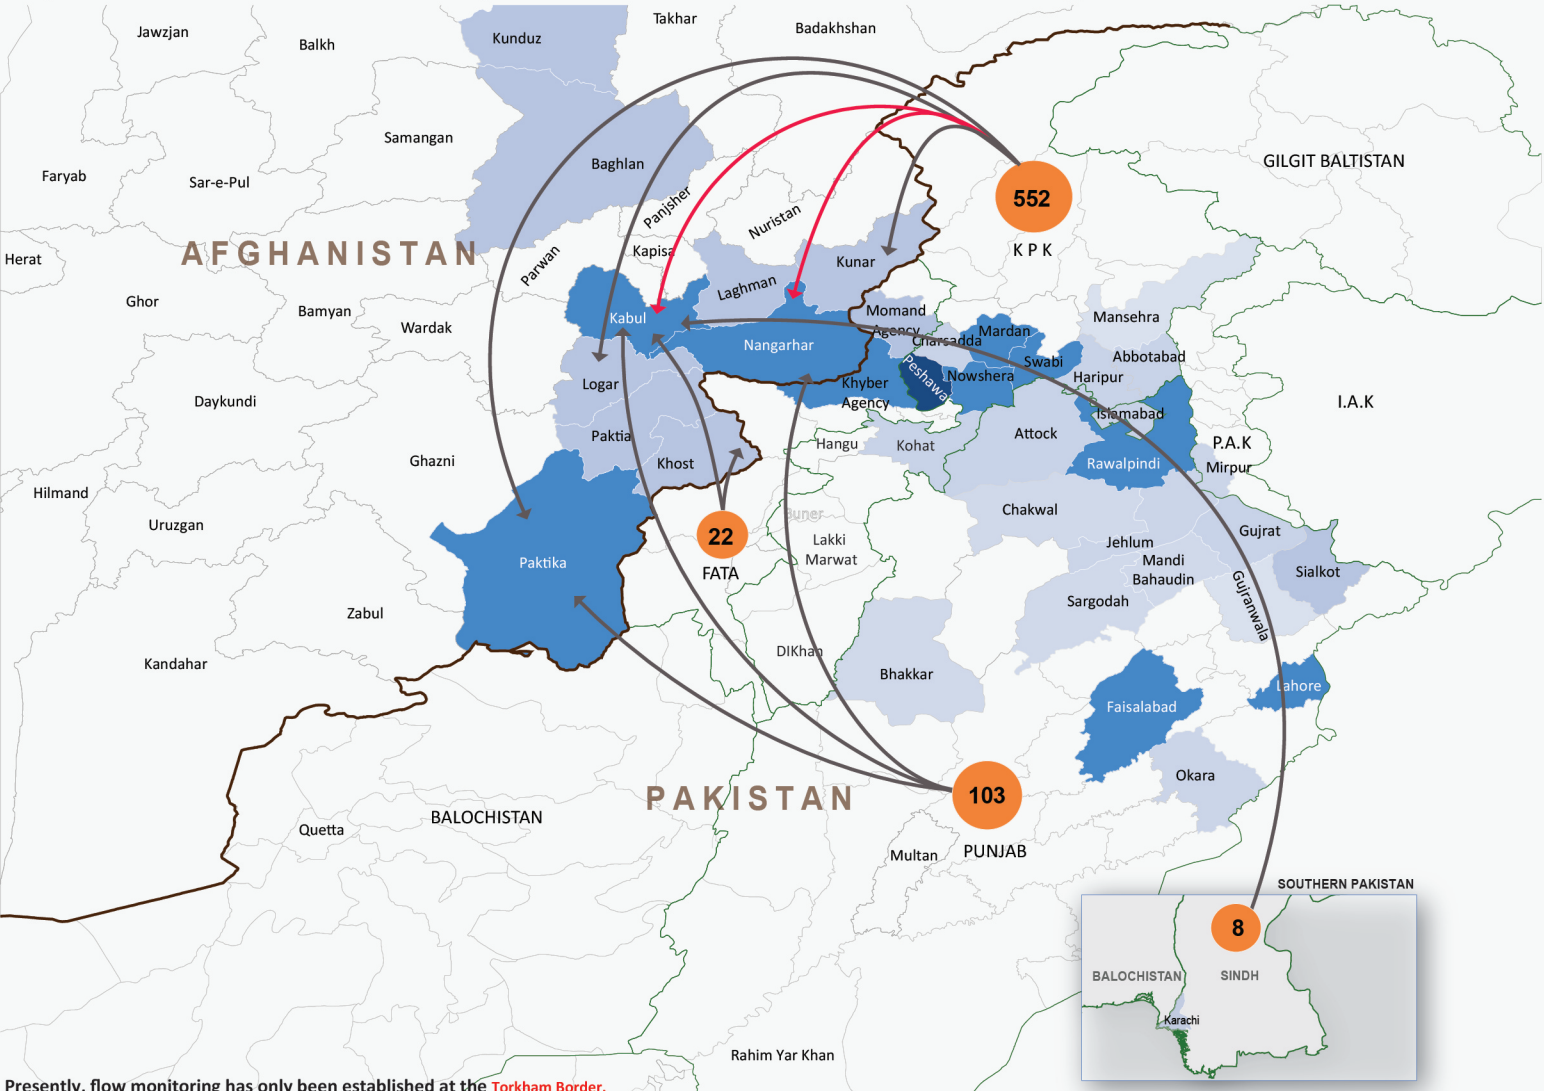 Jawzjan
Balkh
Kunduz
Takhar
Badakhshan
Samangan
Baghlan
Faryab
Sar-e-Pul
GILGIT BALTISTAN
552
K P K
Panjsher
Nuristan
AFGHANISTAN
Herat
Parwan
Kapisa
Kunar
Ghor
Laghman
Bamyan
Wardak
Kabul
Momand
Agency
Mansehra
Nangarhar
Charsadda
Mardan
Swabi
Abbotabad
Logar
Khyber
Agency
Peshawa
Nowshera
Haripur
Daykundi
Islamabad
I.A.K
Paktia
Hangu
Kohat
Attock
P.A.K
Ghazni
Khost
Rawalpindi
Mirpur
Hilmand
Uruzgan
Buner
Chakwal
22
FATA
Lakki
Marwat
Jehlum
Gujrat
Paktika
Mandi
Bahaudin
Sialkot
Zabul
Sargodah
Gujranwala
Kandahar
DIKhan
Bhakkar
Lahore
Faisalabad
Okara
PAKISTAN
103
PUNJAB
BALOCHISTAN
Quetta
Multan
SOUTHERN PAKISTAN
8
BALOCHISTAN
SINDH
Karachi
Rahim Yar Khan
Presently, flow monitoring has only been established at the Torkham Border.